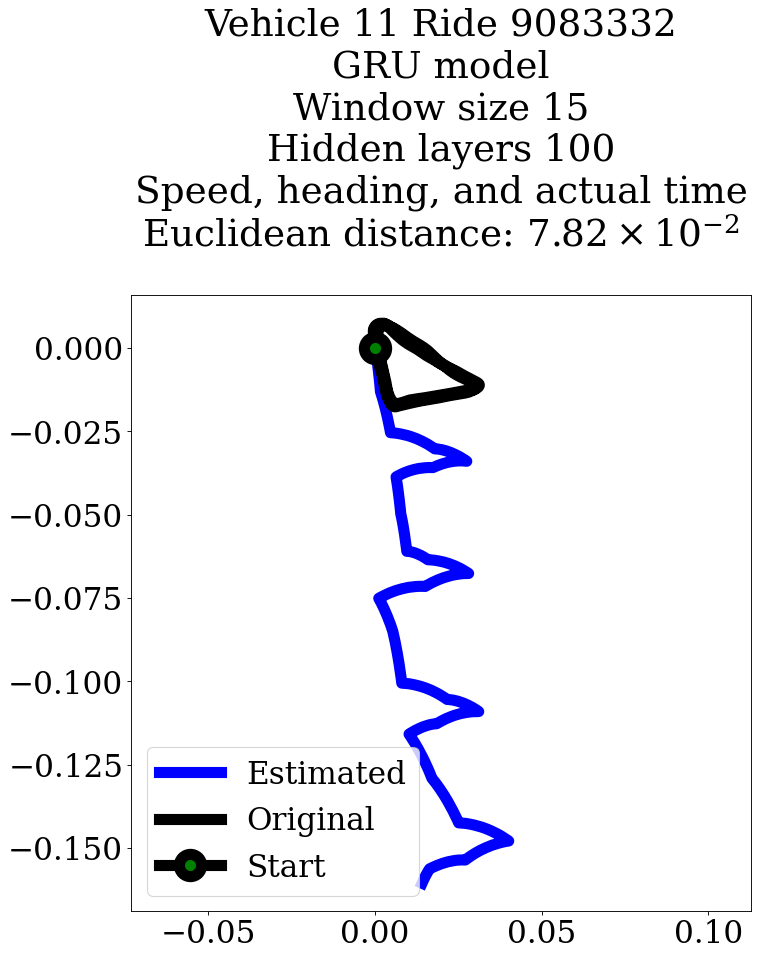 Vehicle 11 Ride 9083332
GRU model
Window size 15
Hidden layers 100
Speed, heading, and actual time
Euclidean distance: 7.82 × 10⁻²
0.000
−0.025
−0.050
−0.075
−0.100
−0.125
−0.150
Estimated
Original
Start
−0.05
0.00
0.05
0.10